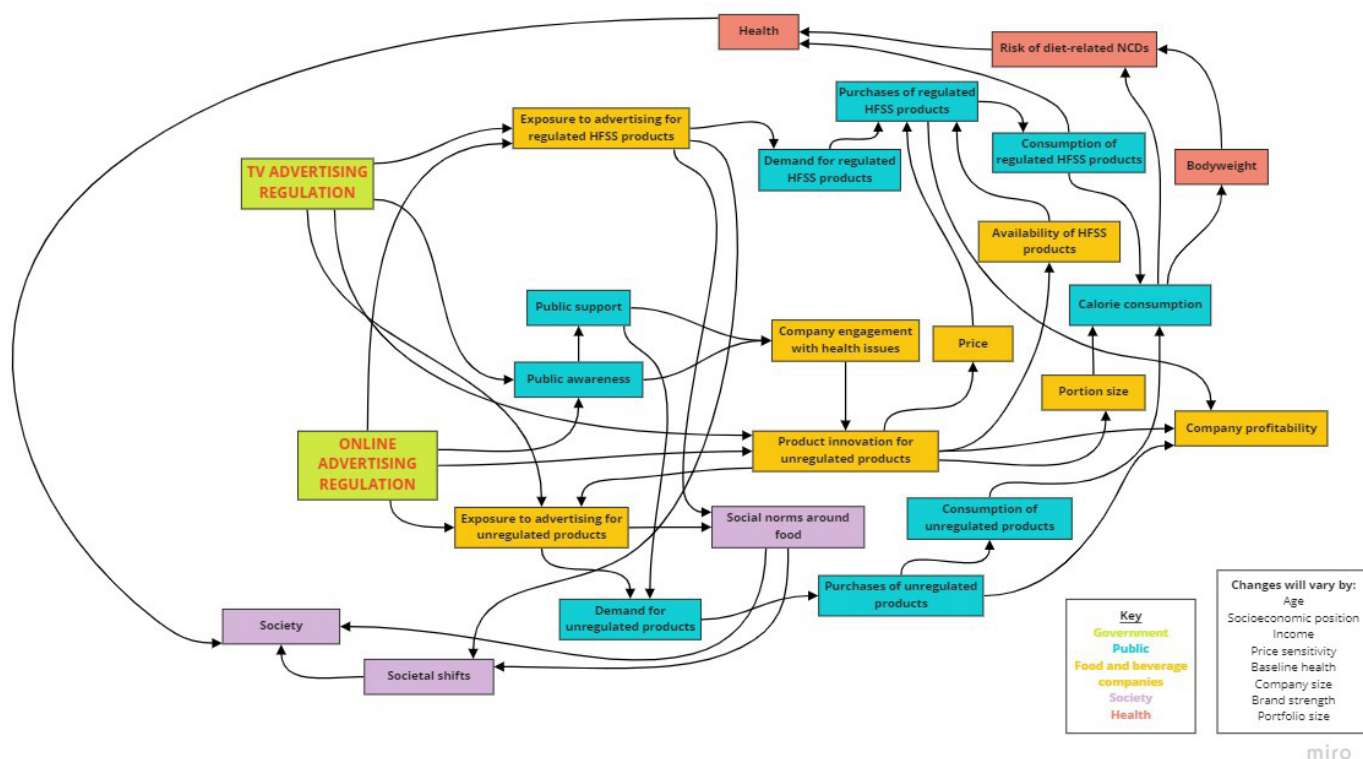 Health
Risk of diet-related NCDs
Purchases of regulated
HFSS products
Exposure to advertising for
regulated HFSS products
Consumption of
regulated HFSS products
Demand for regulated
HFSS products
Bodyweight
TV ADVERTISING
REGULATION
Availability of HFSS
products
Public support
Calorie consumption
Company engagement
with health issues
Price
Public awareness
Portion size
Company profitability
ONLINE
ADVERTISING
REGULATION
Product innovation for
unregulated products
Exposure to advertising for
unregulated products
Social norms around
food
Consumption of
unregulated products
Purchases of unregulated
products
Demand for
unregulated products
Society
Societal shifts
Key
Government
Public
Food and beverage
companies
Society
Health
Changes will vary by:
Age
Socioeconomic position
Income
Price sensitivity
Baseline health
Company size
Brand strength
Portfolio size
miro